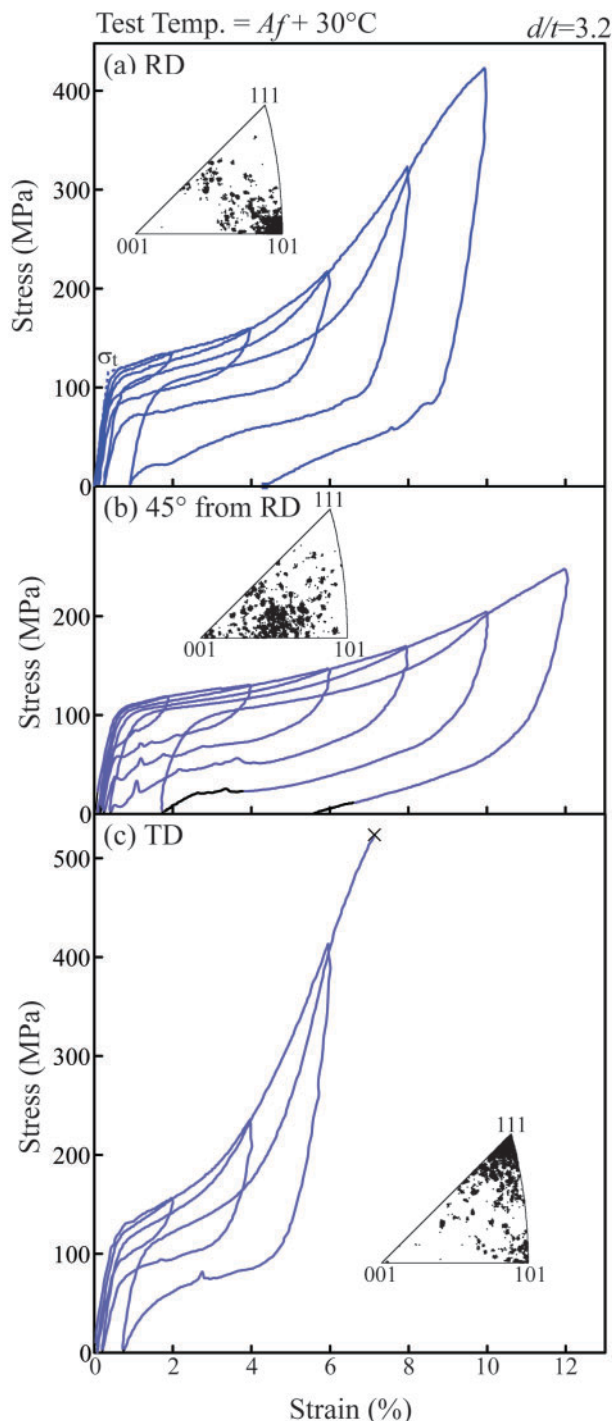 Test Temp. = Af + 30°C
d/t=3.2
(a) RD
111
001
101
σt
400
300
200
100
0
Stress (MPa)
(b) 45° from RD
111
001
101
200
100
0
Stress (MPa)
(c) TD
500
400
300
200
100
0
Stress (MPa)
111
001
101
0 2 4 6 8 10 12
Strain (%)